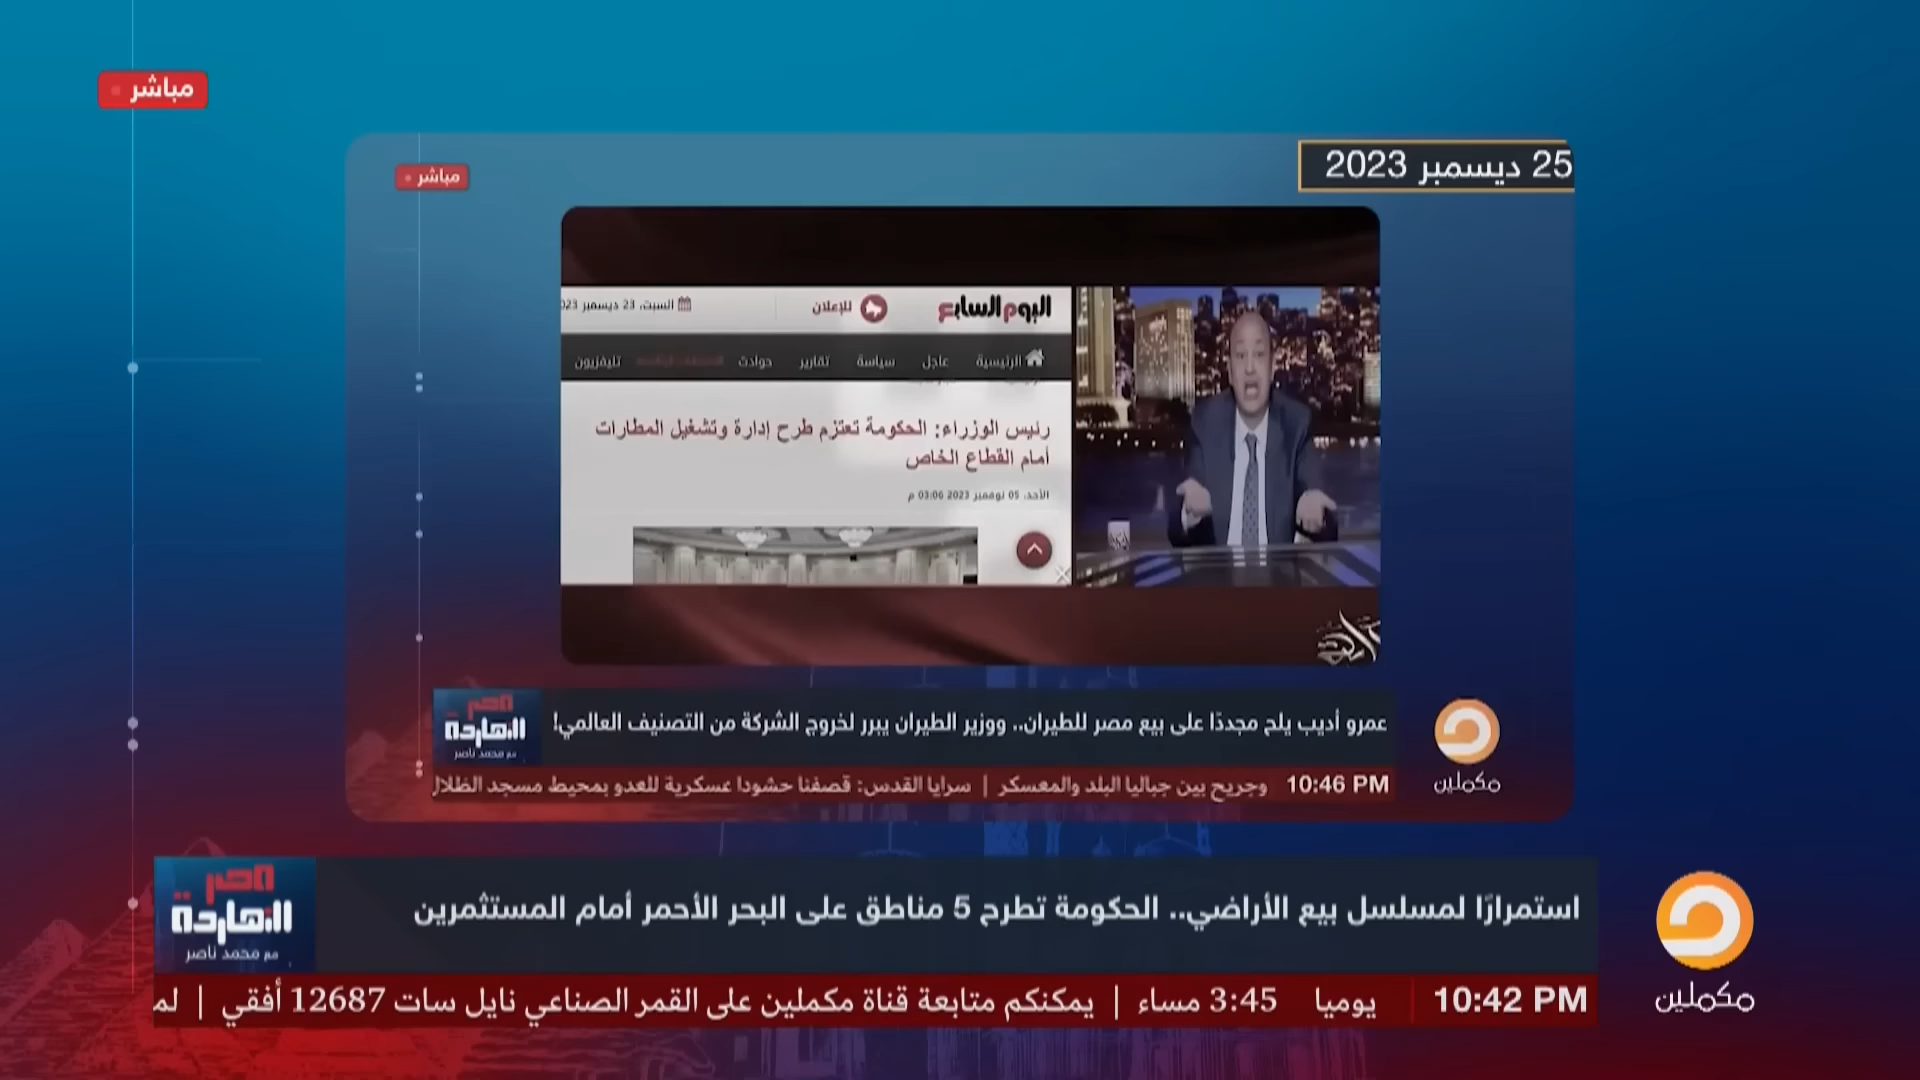 مباشر
25 ديسمبر 2023
مباشر
اليوم السابع
للإعلان
السبت، 23 ديسمبر
الرئيسية عاجل سياسة تقارير حوادث تليفزيون
رئيس الوزراء: الحكومة تعتزم طرح إدارة وتشغيل المطارات
أمام القطاع الخاص
الأحد، 05 نوفمبر 2023 03:06 م
عمرو أديب يلح مجددًا على بيع مصر للطيران.. ووزير الطيران يبرر لخروج الشركة من التصنيف العالمي!
مصر النهاردة
مع محمد ناصر
10:46 PM وجريح بين جباليا البلد والمعسكر | سرايا القدس: قصفنا حشودا عسكرية للعدو بمحيط مسجد الظلال
مكملين
استمرارًا لمسلسل بيع الأراضي.. الحكومة تطرح 5 مناطق على البحر الأحمر أمام المستثمرين
مصر النهاردة
مع محمد ناصر
10:42 PM يوميا 3:45 مساء | يمكنكم متابعة قناة مكملين على القمر الصناعي نايل سات 12687 أفقي | لم
مكملين